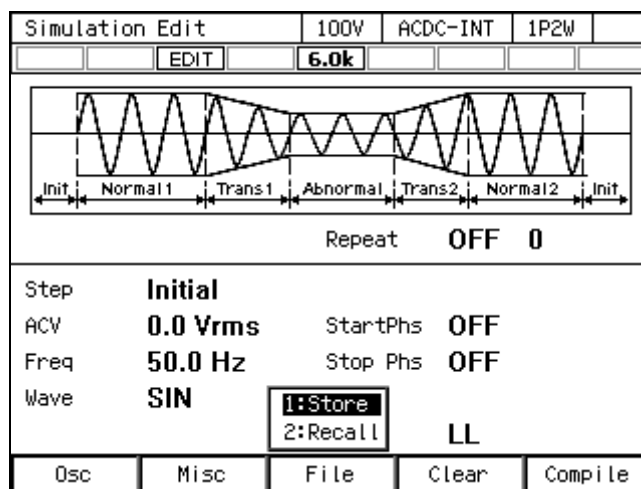 Simulation Edit 100V ACDC-INT 1P2W
EDIT 6.0k
Init Normal1 Trans1 Abnormal Trans2 Normal2 Init
Repeat OFF 0
Step Initial
ACV 0.0 Vrms StartPhs OFF
Freq 50.0 Hz Stop Phs OFF
Wave SIN
1:Store
2:Recall LL
Osc Misc File Clear Compile